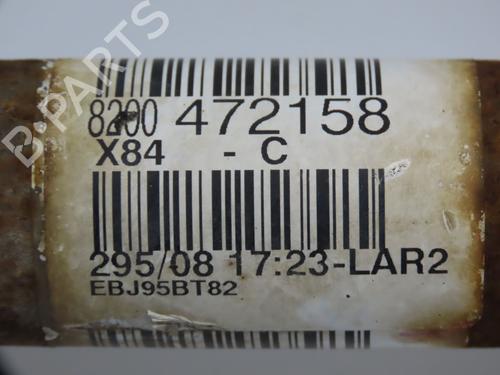 B-PARTS
8200 472158
X84 - C
295/08 17:23-LAR2
EBJ95BT82